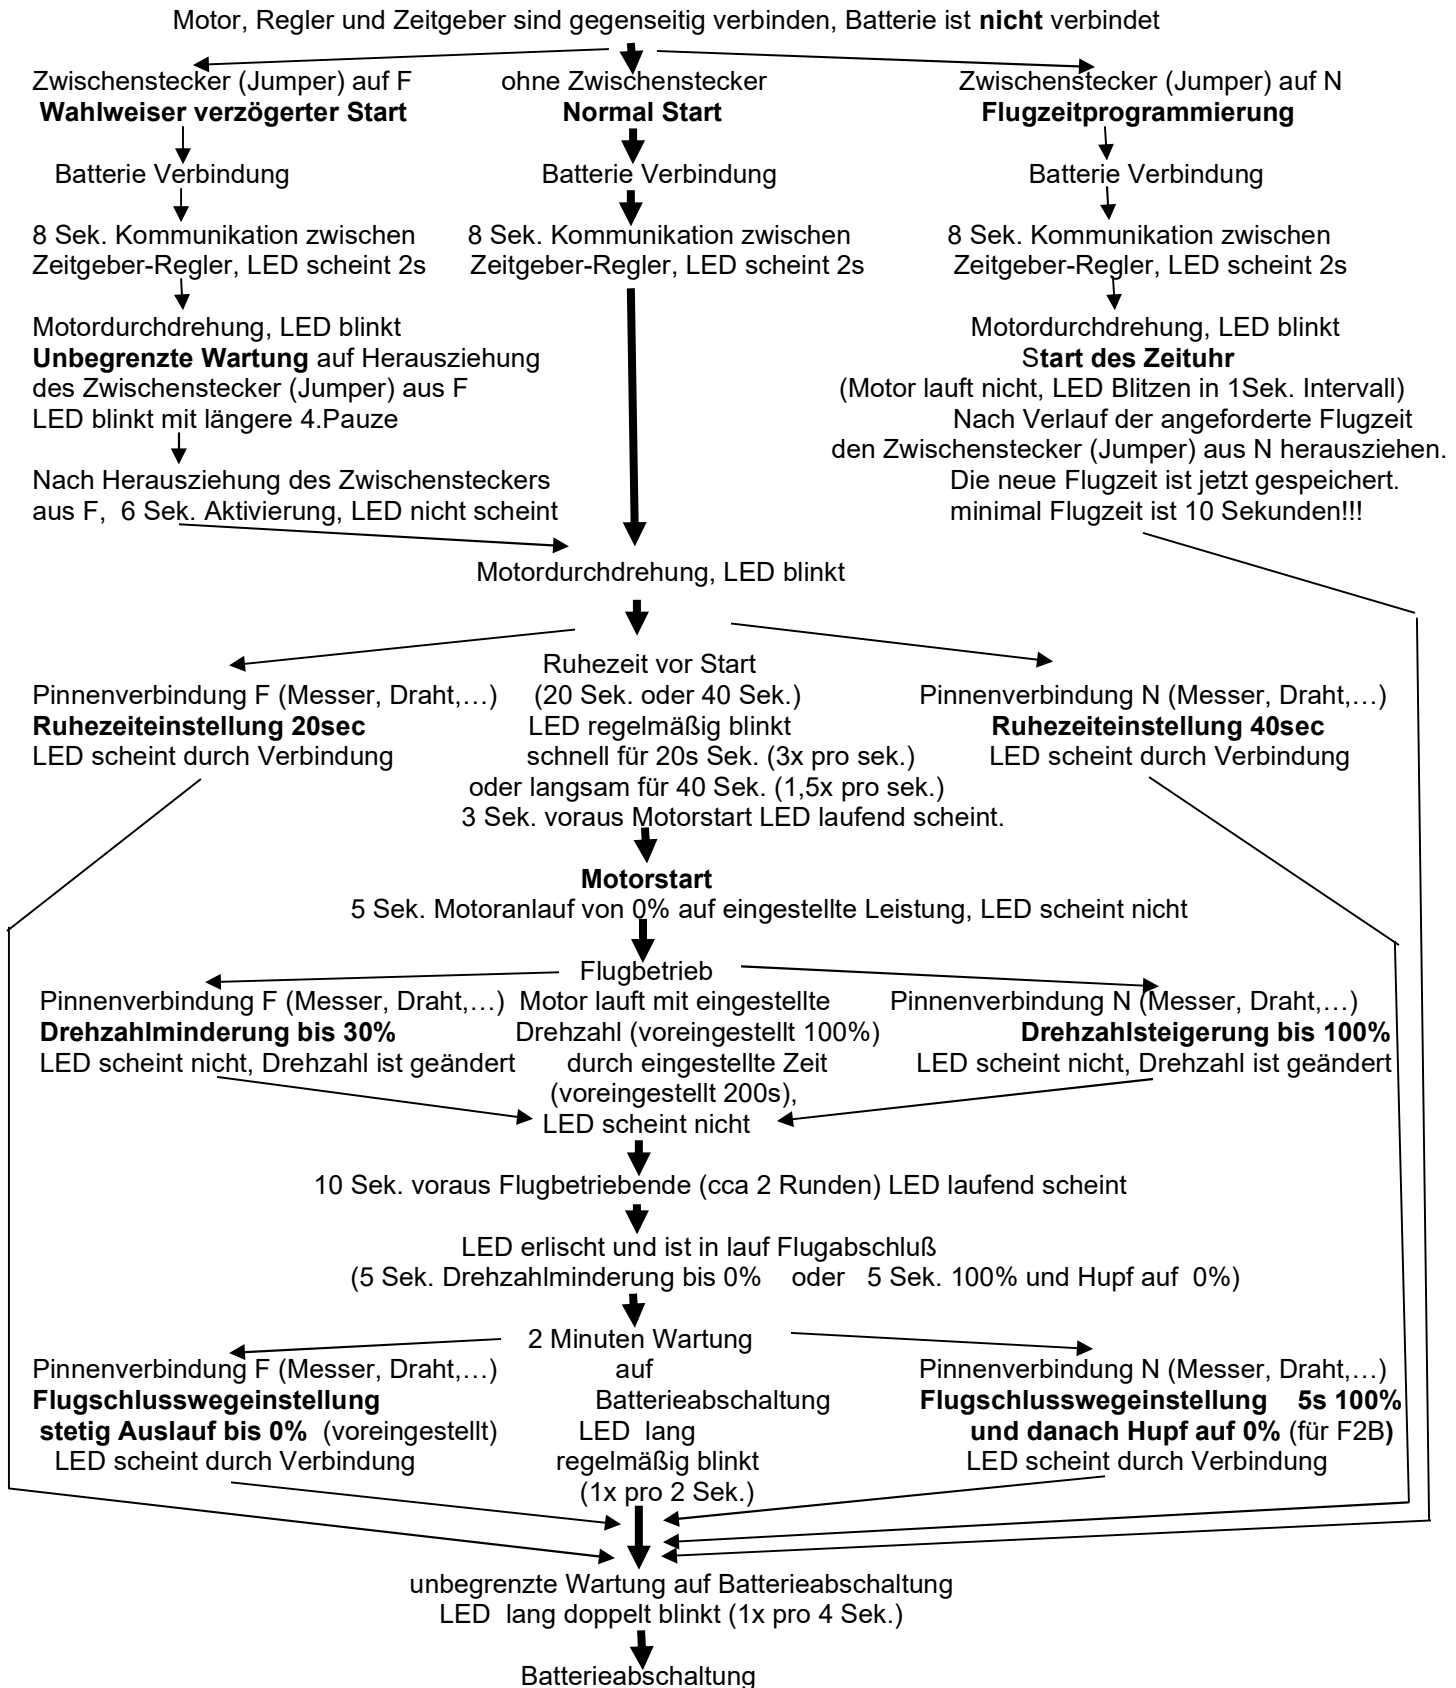 Motor, Regler und Zeitgeber sind gegenseitig verbinden, Batterie ist nicht verbindet
Zwischenstecker (Jumper) auf F
Wahlweiser verzögerter Start
ohne Zwischenstecker
Normal Start
Zwischenstecker (Jumper) auf N
Flugzeitprogrammierung
Batterie Verbindung
Batterie Verbindung
Batterie Verbindung
8 Sek. Kommunikation zwischen
Zeitgeber-Regler, LED scheint 2s
8 Sek. Kommunikation zwischen
Zeitgeber-Regler, LED scheint 2s
8 Sek. Kommunikation zwischen
Zeitgeber-Regler, LED scheint 2s
Motordurchdrehung, LED blinkt
Unbegrenzte Wartung auf Herausziehung
des Zwischenstecker (Jumper) aus F
LED blinkt mit längere 4.Pauze
Motordurchdrehung, LED blinkt
Start des Zeituhr
(Motor lauft nicht, LED Blitzen in 1Sek. Intervall)
Nach Verlauf der angeforderte Flugzeit
den Zwischenstecker (Jumper) aus N herausziehen.
Die neue Flugzeit ist jetzt gespeichert.
minimal Flugzeit ist 10 Sekunden!!!
Nach Herausziehung des Zwischensteckers
aus F, 6 Sek. Aktivierung, LED nicht scheint
Motordurchdrehung, LED blinkt
Pinnenverbindung F (Messer, Draht,…)
Ruhezeiteinstellung 20sec
LED scheint durch Verbindung
Ruhezeit vor Start
(20 Sek. oder 40 Sek.)
LED regelmäßig blinkt
schnell für 20s Sek. (3x pro sek.)
oder langsam für 40 Sek. (1,5x pro sek.)
3 Sek. voraus Motorstart LED laufend scheint.
Pinnenverbindung N (Messer, Draht,…)
Ruhezeiteinstellung 40sec
LED scheint durch Verbindung
Motorstart
5 Sek. Motoranlauf von 0% auf eingestellte Leistung, LED scheint nicht
Pinnenverbindung F (Messer, Draht,…)
Drehzahlminderung bis 30%
LED scheint nicht, Drehzahl ist geändert
Flugbetrieb
Motor lauft mit eingestellte
Drehzahl (voreingestellt 100%)
durch eingestellte Zeit
(voreingestellt 200s),
LED scheint nicht
Pinnenverbindung N (Messer, Draht,…)
Drehzahlsteigerung bis 100%
LED scheint nicht, Drehzahl ist geändert
10 Sek. voraus Flugbetriebende (cca 2 Runden) LED laufend scheint
LED erlischt und ist in lauf Flugabschluß
(5 Sek. Drehzahlminderung bis 0% oder 5 Sek. 100% und Hupf auf 0%)
Pinnenverbindung F (Messer, Draht,…)
Flugschlusswegeinstellung
stetig Auslauf bis 0% (voreingestellt)
LED scheint durch Verbindung
2 Minuten Wartung
auf
Batterieabschaltung
LED lang
regelmäßig blinkt
(1x pro 2 Sek.)
Pinnenverbindung N (Messer, Draht,…)
Flugschlusswegeinstellung 5s 100%
und danach Hupf auf 0% (für F2B)
LED scheint durch Verbindung
unbegrenzte Wartung auf Batterieabschaltung
LED lang doppelt blinkt (1x pro 4 Sek.)
Batterieabschaltung